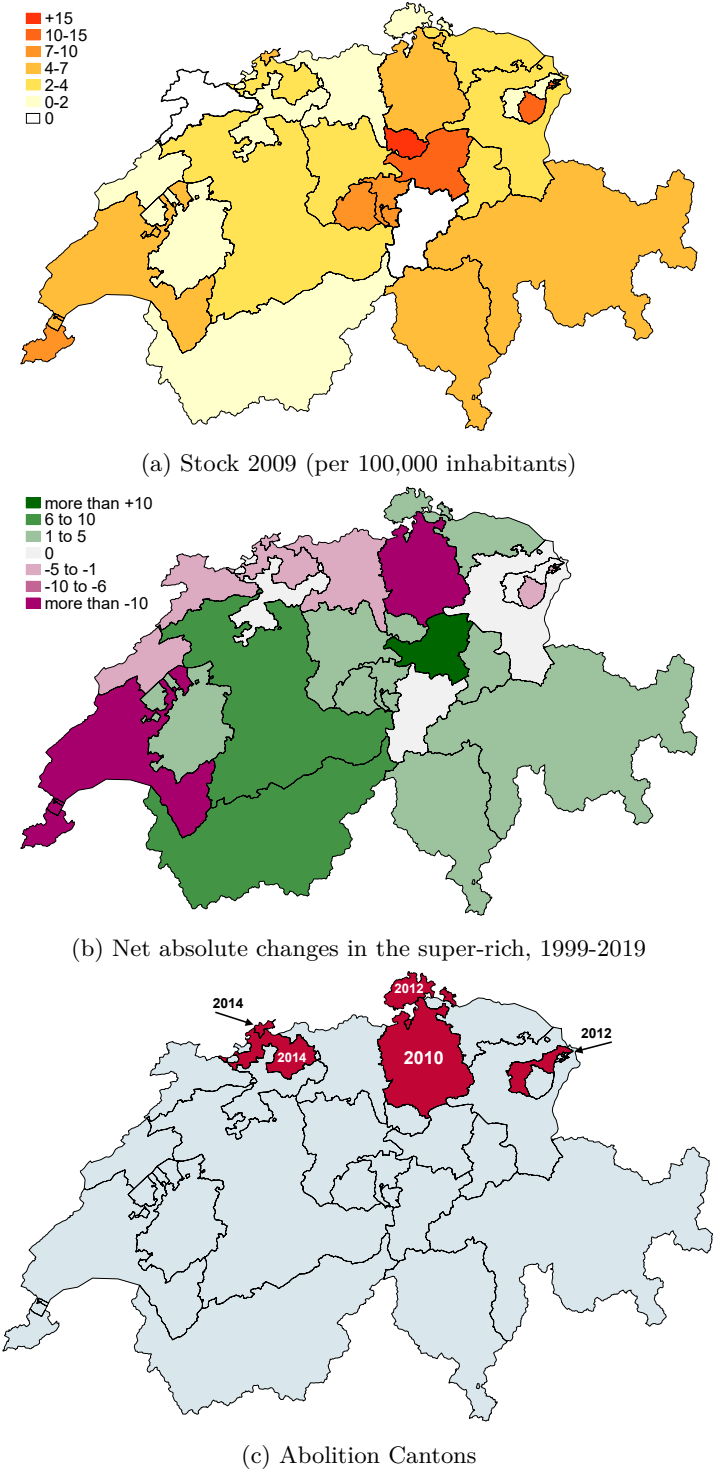 +15
10-15
7-10
4-7
2-4
0-2
0
(a) Stock 2009 (per 100,000 inhabitants)
more than +10
6 to 10
1 to 5
0
-5 to -1
-10 to -6
more than -10
(b) Net absolute changes in the super-rich, 1999-2019
2012
2014
2012
2014
2010
(c) Abolition Cantons